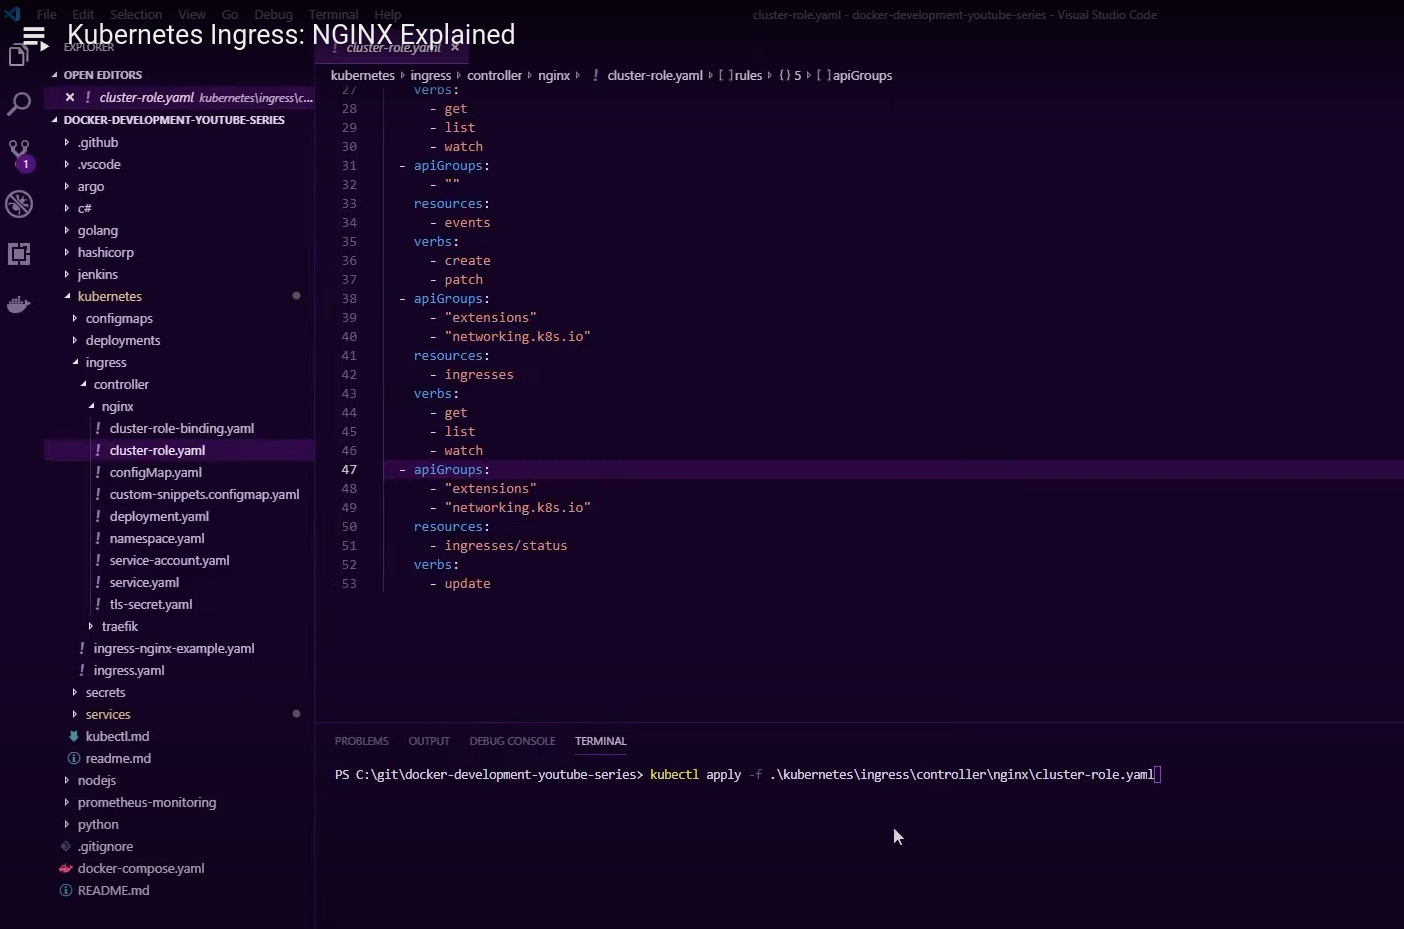 File Edit Selection View Go Debug Terminal Help
cluster-role.yaml - docker-development-youtube-series - Visual Studio Code
Kubernetes Ingress: NGINX Explained
EXPLORER
OPEN EDITORS
× ! cluster-role.yaml kubernetes\ingress\c...
DOCKER-DEVELOPMENT-YOUTUBE-SERIES
.github
.vscode
1
argo
c#
golang
hashicorp
jenkins
kubernetes
configmaps
deployments
ingress
controller
nginx
! cluster-role-binding.yaml
! cluster-role.yaml
! configMap.yaml
! custom-snippets.configmap.yaml
! deployment.yaml
! namespace.yaml
! service-account.yaml
! service.yaml
! tls-secret.yaml
traefik
! ingress-nginx-example.yaml
! ingress.yaml
secrets
services
kubectl.md
readme.md
nodejs
prometheus-monitoring
python
.gitignore
docker-compose.yaml
README.md
! cluster-role.yaml ×
kubernetes › ingress › controller › nginx › ! cluster-role.yaml › [ ] rules › {} 5 › [ ] apiGroups
27 verbs:
28 - get
29 - list
30 - watch
31 - apiGroups:
32 - ""
33 resources:
34 - events
35 verbs:
36 - create
37 - patch
38 - apiGroups:
39 - "extensions"
40 - "networking.k8s.io"
41 resources:
42 - ingresses
43 verbs:
44 - get
45 - list
46 - watch
47 - apiGroups:
48 - "extensions"
49 - "networking.k8s.io"
50 resources:
51 - ingresses/status
52 verbs:
53 - update
PROBLEMS OUTPUT DEBUG CONSOLE TERMINAL
PS C:\git\docker-development-youtube-series> kubectl apply -f .\kubernetes\ingress\controller\nginx\cluster-role.yaml